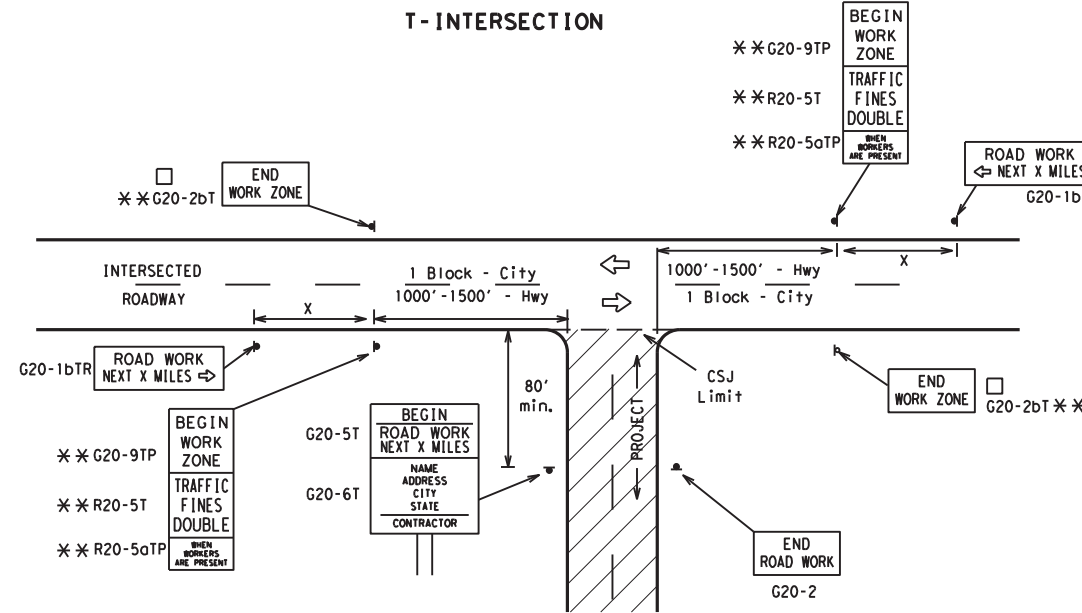 T-INTERSECTION
BEGIN
WORK
ZONE
TRAFFIC
FINES
DOUBLE
WHEN
WORKERS
ARE PRESENT
**G20-9TP
**R20-5T
**R20-5aTP
ROAD WORK
⇦ NEXT X MILES
G20-1b
□
**G20-2bT
END
WORK ZONE
INTERSECTED
ROADWAY
1 Block - City
1000'-1500' - Hwy
1000'-1500' - Hwy
1 Block - City
X
X
G20-1bTR
ROAD WORK
NEXT X MILES ⇨
80'
min.
PROJECT
CSJ
Limit
END
WORK ZONE
□
G20-2bT **
BEGIN
WORK
ZONE
TRAFFIC
FINES
DOUBLE
WHEN
WORKERS
ARE PRESENT
**G20-9TP
**R20-5T
**R20-5aTP
G20-5T
G20-6T
BEGIN
ROAD WORK
NEXT X MILES
NAME
ADDRESS
CITY
STATE
CONTRACTOR
END
ROAD WORK
G20-2